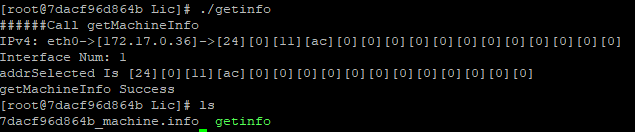 [root@7dacf96d864b Lic]# ./getinfo
######Call getMachineInfo
IPv4: eth0->[172.17.0.36]->[24][0][11][ac][0][0][0][0][0][0][0][0][0][0][0][0]
Interface Num: 1
addrSelected Is [24][0][11][ac][0][0][0][0][0][0][0][0][0][0][0][0]
getMachineInfo Success
[root@7dacf96d864b Lic]# ls
7dacf96d864b_machine.info  getinfo